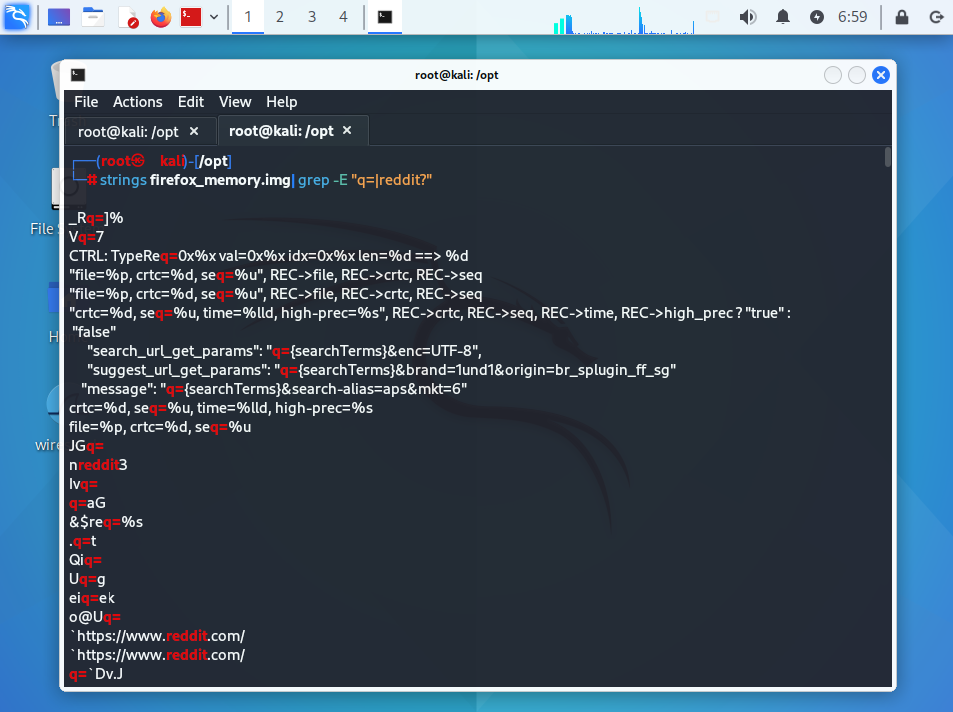 1 2 3 4 6:59
root@kali: /opt
File Actions Edit View Help
root@kali: /opt × root@kali: /opt ×
┌──(root㉿ kali)-[/opt]
└─# strings firefox_memory.img| grep -E "q=|reddit?"
_Rq=]%
Vq=7
CTRL: TypeReq=0x%x val=0x%x idx=0x%x len=%d ==> %d
"file=%p, crtc=%d, seq=%u", REC->file, REC->crtc, REC->seq
"file=%p, crtc=%d, seq=%u", REC->file, REC->crtc, REC->seq
"crtc=%d, seq=%u, time=%lld, high-prec=%s", REC->crtc, REC->seq, REC->time, REC->high_prec ? "true" :
"false"
"search_url_get_params": "q={searchTerms}&enc=UTF-8",
"suggest_url_get_params": "q={searchTerms}&brand=1und1&origin=br_splugin_ff_sg"
"message": "q={searchTerms}&search-alias=aps&mkt=6"
crtc=%d, seq=%u, time=%lld, high-prec=%s
file=%p, crtc=%d, seq=%u
JGq=
nreddit3
Ivq=
q=aG
&$req=%s
.q=t
Qiq=
Uq=g
eiq=ek
o@Uq=
`https://www.reddit.com/
`https://www.reddit.com/
q=`Dv.J
File S
H
wire